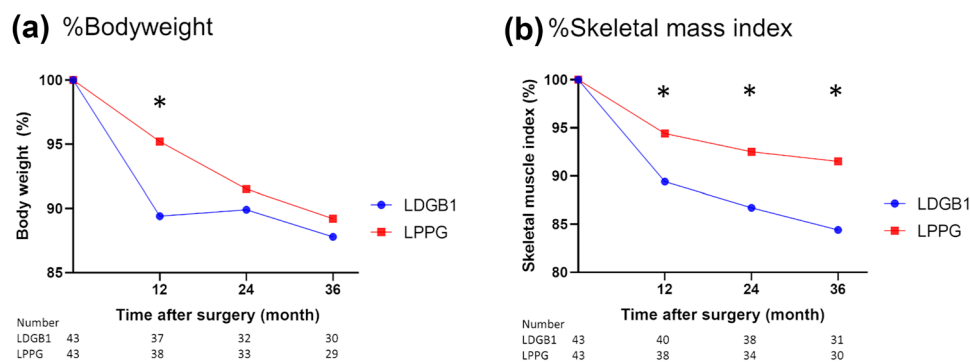 (a) %Bodyweight
*
100
95
90
85
Body weight (%)
12 24 36
Time after surgery (month)
LDGB1
LPPG
Number
LDGB1 43 37 32 30
LPPG 43 38 33 29
(b) %Skeletal mass index
* * *
100
95
90
85
80
Skeletal muscle index (%)
12 24 36
Time after surgery (month)
LDGB1
LPPG
Number
LDGB1 43 40 38 31
LPPG 43 38 34 30